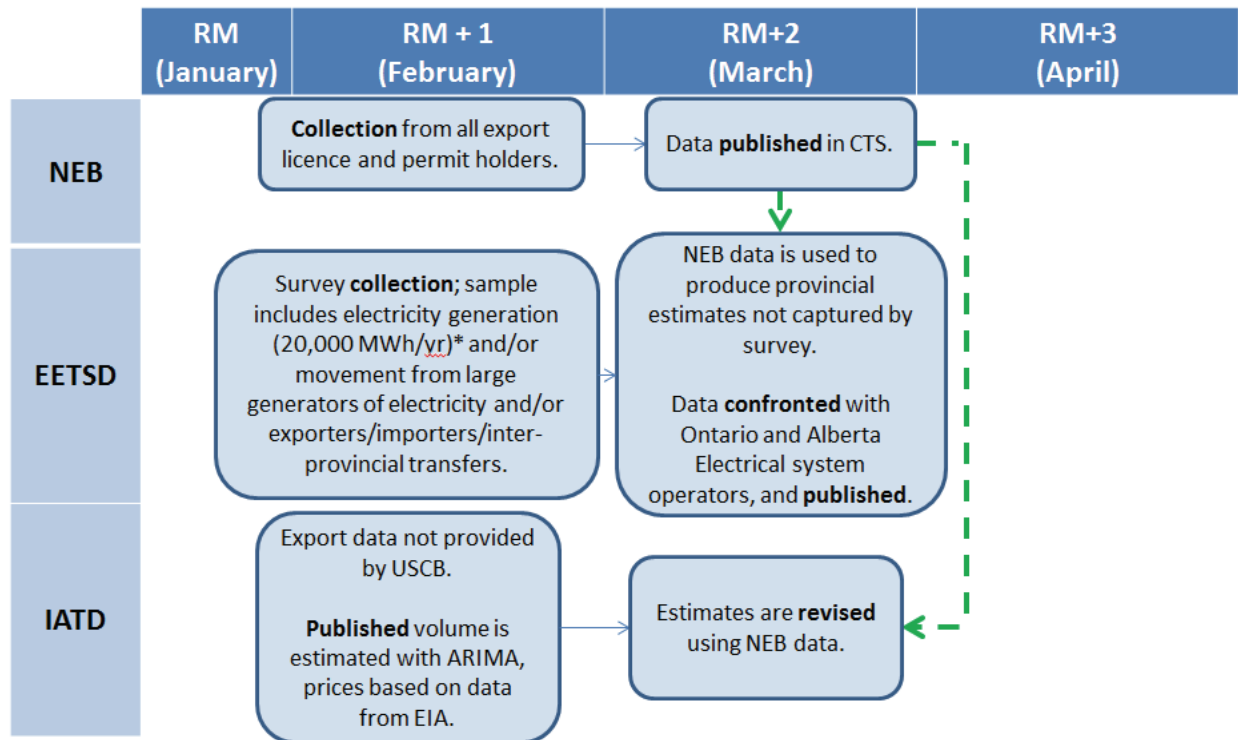 RM
(January)
RM + 1
(February)
RM+2
(March)
RM+3
(April)
NEB
Collection from all export
licence and permit holders.
Data published in CTS.
EETSD
Survey collection; sample
includes electricity generation
(20,000 MWh/yr)* and/or
movement from large
generators of electricity and/or
exporters/importers/inter-
provincial transfers.
NEB data is used to
produce provincial
estimates not captured by
survey.
Data confronted with
Ontario and Alberta
Electrical system
operators, and published.
IATD
Export data not provided
by USCB.
Published volume is
estimated with ARIMA,
prices based on data
from EIA.
Estimates are revised
using NEB data.